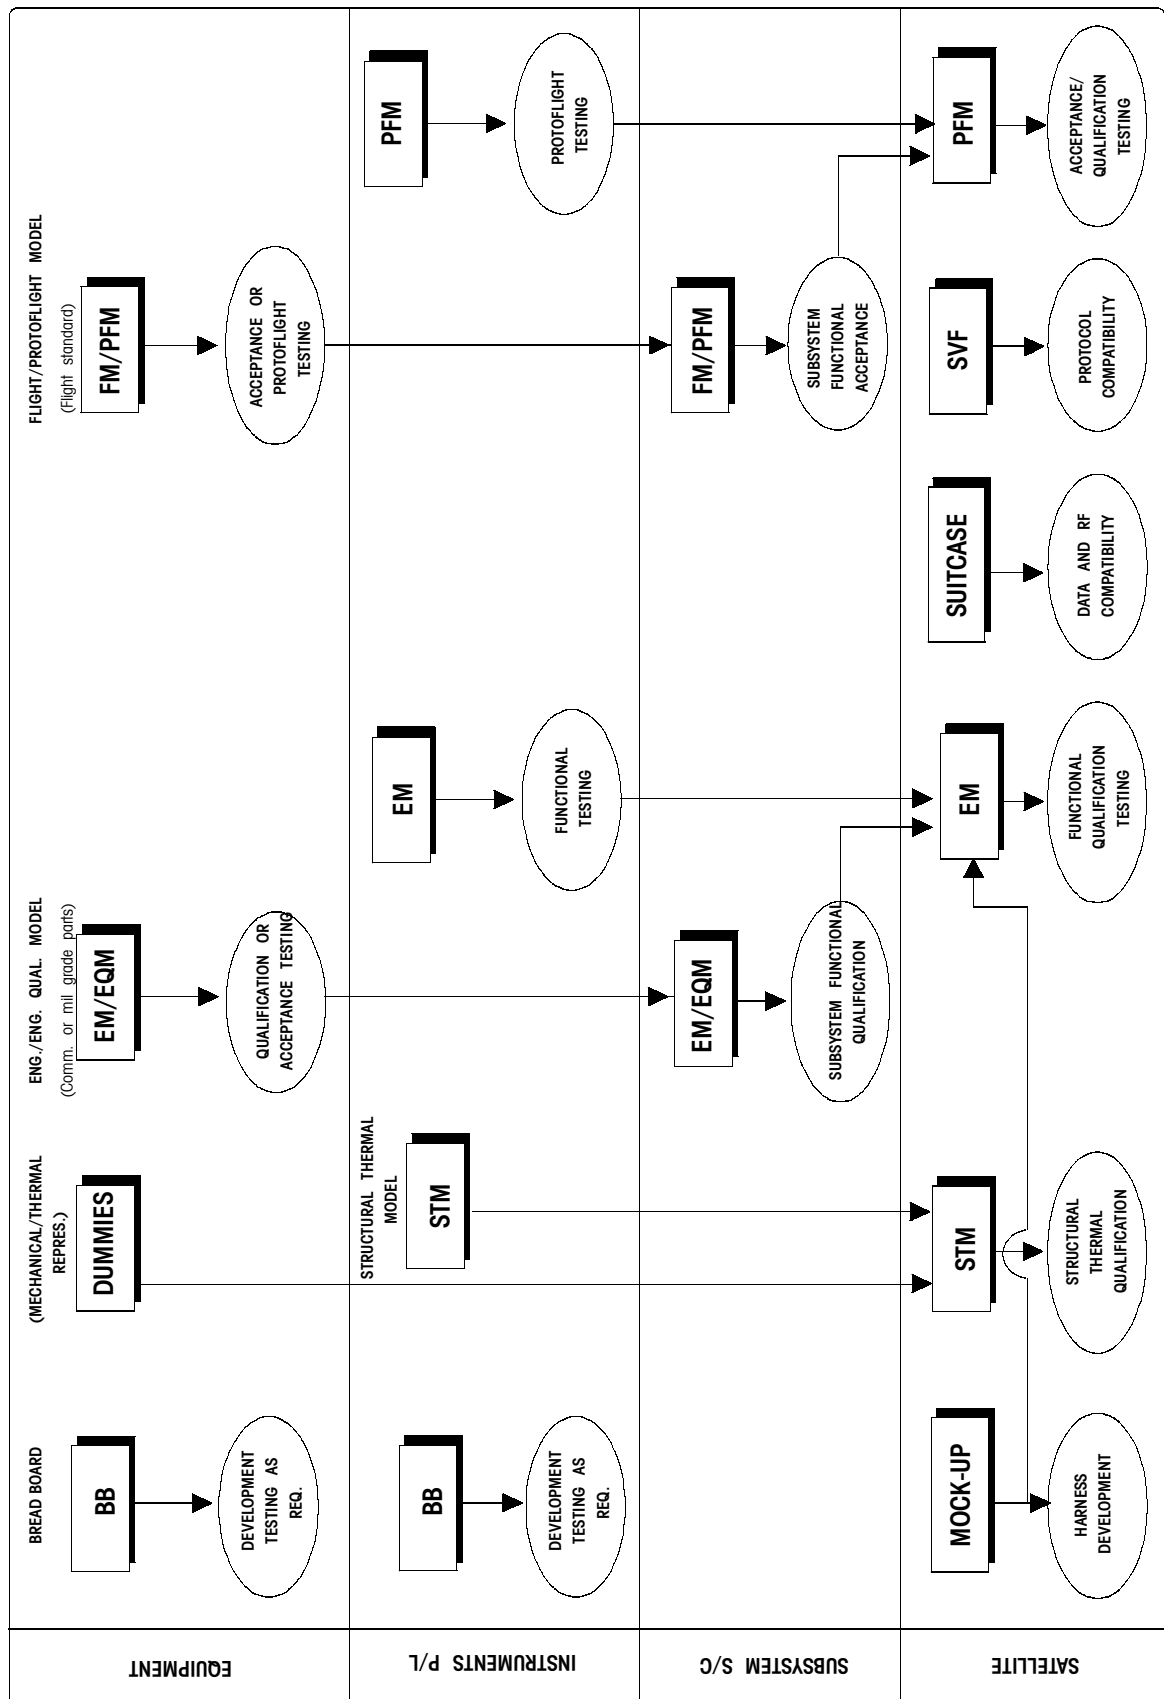 EQUIPMENT
BREAD BOARD
BB
DEVELOPMENT
TESTING AS
REQ.
(MECHANICAL/THERMAL
REPRES.)
DUMMIES
ENG./ENG. QUAL. MODEL
(Comm. or mil grade parts)
EM/EQM
QUALIFICATION OR
ACCEPTANCE TESTING
FLIGHT/PROTOFLIGHT MODEL
(Flight standard)
FM/PFM
ACCEPTANCE OR
PROTOFLIGHT
TESTING
INSTRUMENTS P/L
BB
DEVELOPMENT
TESTING AS
REQ.
STRUCTURAL THERMAL
MODEL
STM
EM
FUNCTIONAL
TESTING
PFM
PROTOFLIGHT
TESTING
SUBSYSTEM S/C
EM/EQM
SUBSYSTEM FUNCTIONAL
QUALIFICATION
FM/PFM
SUBSYSTEM
FUNCTIONAL
ACCEPTANCE
SATELLITE
MOCK-UP
HARNESS
DEVELOPMENT
STM
STRUCTURAL
THERMAL
QUALIFICATION
EM
FUNCTIONAL
QUALIFICATION
TESTING
SUITCASE
DATA AND RF
COMPATIBILITY
SVF
PROTOCOL
COMPATIBILITY
PFM
ACCEPTANCE/
QUALIFICATION
TESTING